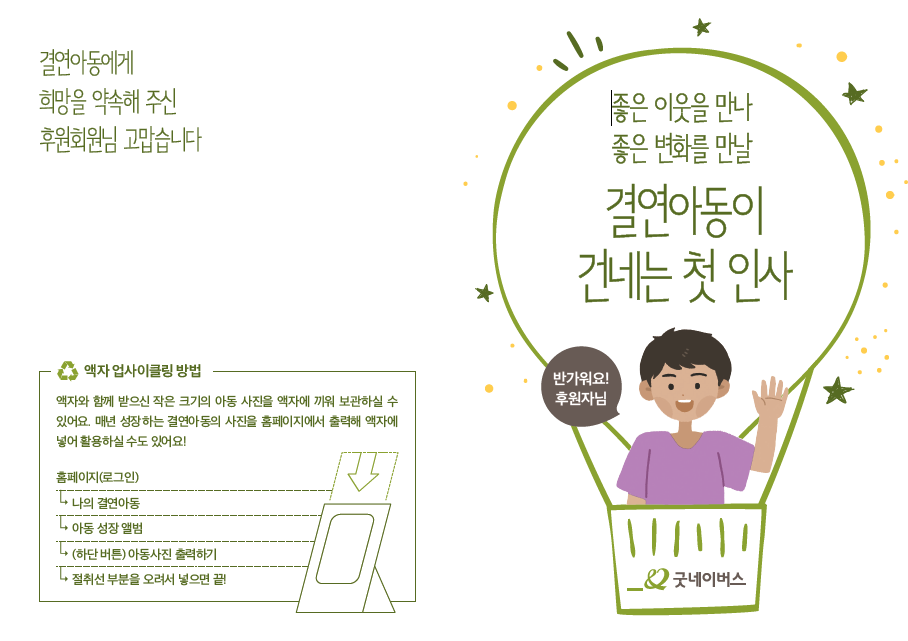 결연아동에게
희망을 약속해 주신
후원회원님 고맙습니다
액자 업사이클링 방법
액자와 함께 받으신 작은 크기의 아동 사진을 액자에 끼워 보관하실 수
있어요. 매년 성장하는 결연아동의 사진을 홈페이지에서 출력해 액자에
넣어 활용하실 수도 있어요!
홈페이지(로그인)
나의 결연아동
아동 성장 앨범
(하단 버튼) 아동사진 출력하기
절취선 부분을 오려서 넣으면 끝!
좋은 이웃을 만나
좋은 변화를 만날
결연아동이
건네는 첫 인사
반가워요!
후원자님
굿네이버스